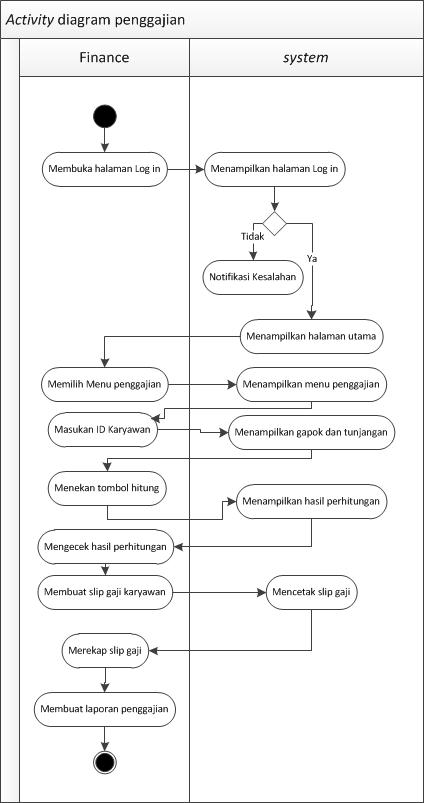 Activity diagram penggajian
Finance
system
Membuka halaman Log in
Menampilkan halaman Log in
Tidak
Ya
Notifikasi Kesalahan
Menampilkan halaman utama
Memilih Menu penggajian
Menampilkan menu penggajian
Masukan ID Karyawan
Menampilkan gapok dan tunjangan
Menekan tombol hitung
Menampilkan hasil perhitungan
Mengecek hasil perhitungan
Membuat slip gaji karyawan
Mencetak slip gaji
Merekap slip gaji
Membuat laporan penggajian